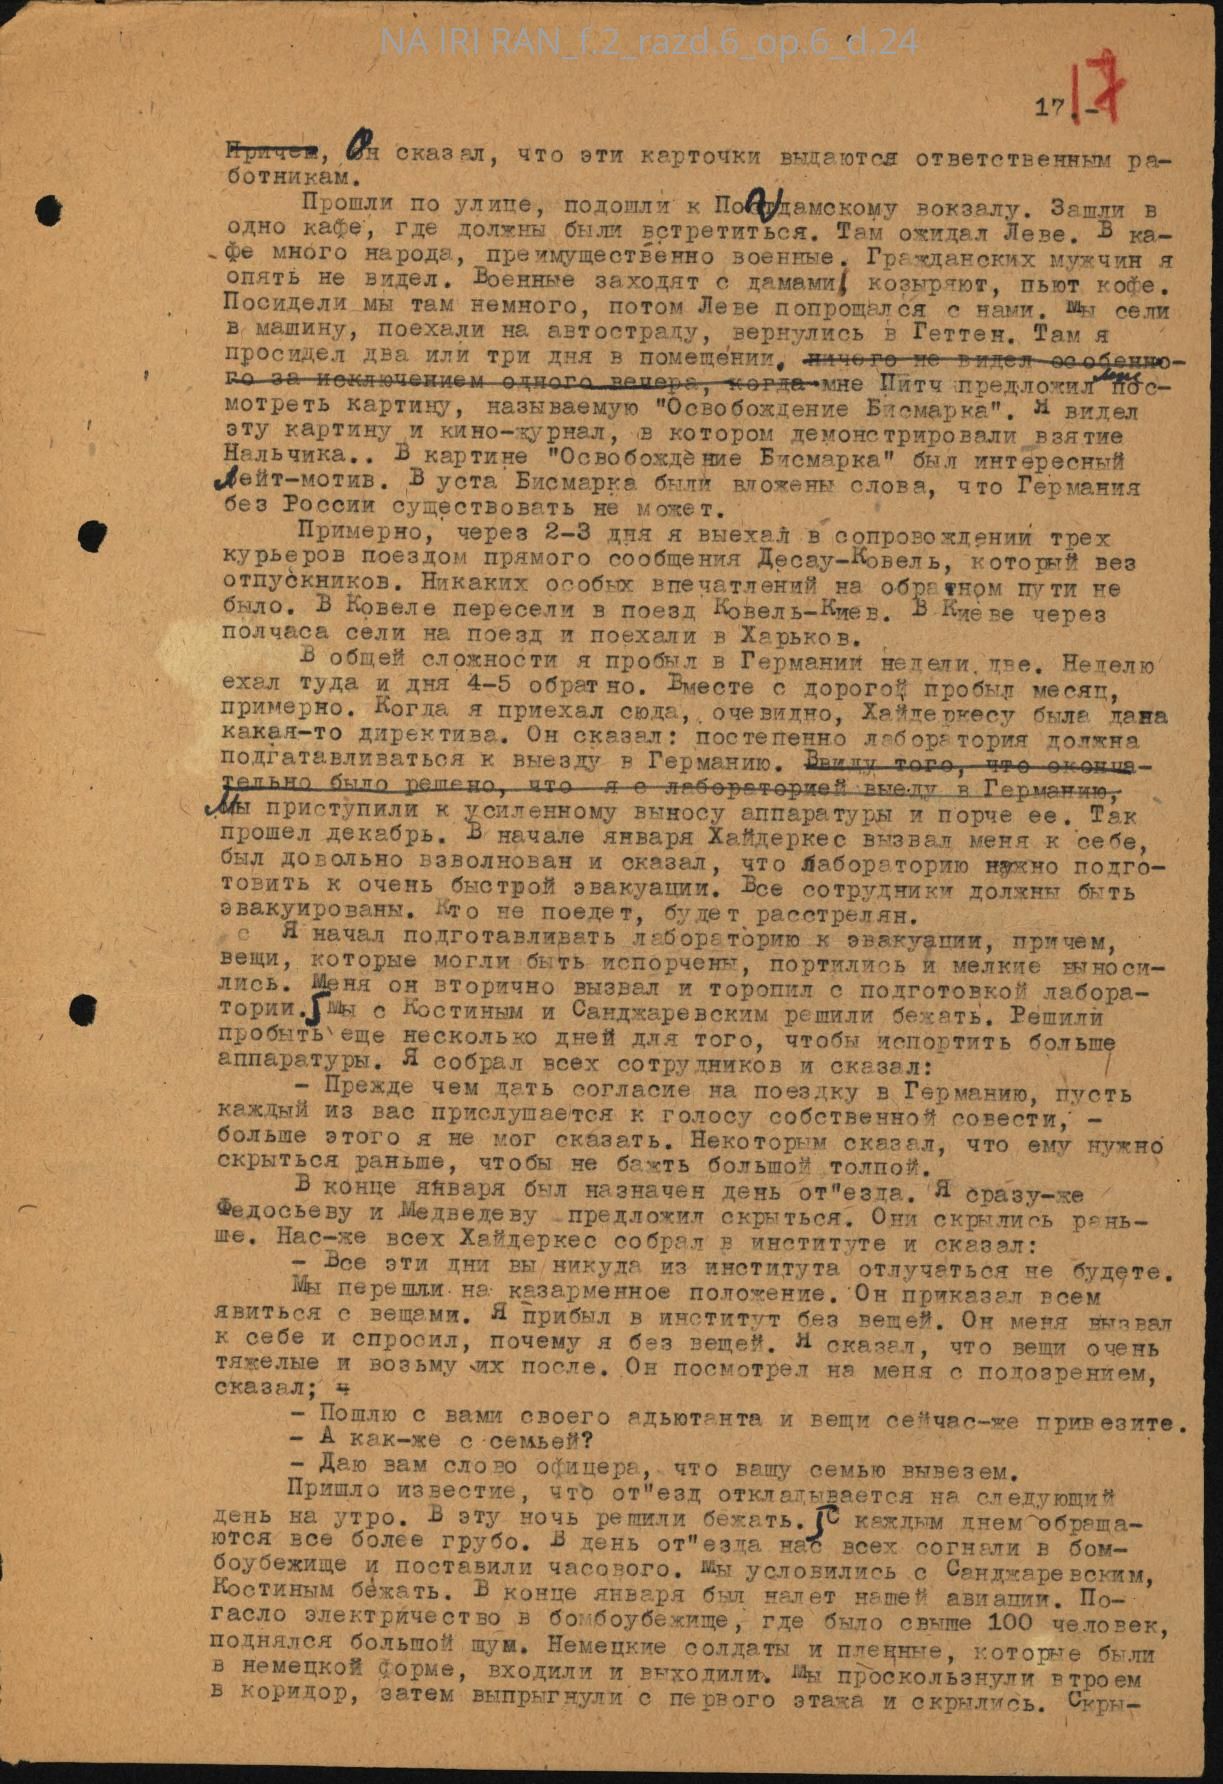 NA IRI RAN_f.2_razd.6_op.6_d.24
17.- 17
Причем, Он сказал, что эти карточки выдаются ответственным ра-
ботникам.
Прошли по улице, подошли к Потсдамскому вокзалу. Зашли в
одно кафе, где должны были встретиться. Там ожидал Леве. В ка-
фе много народа, преимущественно военные. Гражданских мужчин я
опять не видел. Военные заходят с дамами, козыряют, пьют кофе.
Посидели мы там немного, потом Леве попрощался с нами. Мы сели
в машину, поехали на автостраду, вернулись в Геттен. Там я
просидел два или три дня в помещении, ничего не видел особенно-
го за исключением одного вечера, когда мне Питч предложил пос-
мотреть картину, называемую "Освобождение Бисмарка". Я видел
эту картину и кино-журнал, в котором демонстрировали взятие
Нальчика.. В картине "Освобождение Бисмарка" был интересный
лейт-мотив. В уста Бисмарка были вложены слова, что Германия
без России существовать не может.
Примерно, через 2-3 дня я выехал в сопровождении трех
курьеров поездом прямого сообщения Десау-Ковель, который вез
отпускников. Никаких особых впечатлений на обратном пути не
было. В Ковеле пересели в поезд Ковель-Киев. В Киеве через
полчаса сели на поезд и поехали в Харьков.
В общей сложности я пробыл в Германии недели две. Неделю
ехал туда и дня 4-5 обратно. Вместе с дорогой пробыл месяц,
примерно. Когда я приехал сюда, очевидно, Хайдеркесу была дана
какая-то директива. Он сказал: постепенно лаборатория должна
подгатавливаться к выезду в Германию. Ввиду того, что оконча-
тельно было решено, что я с лабораторией выеду в Германию,
Мы приступили к усиленному выносу аппаратуры и порче ее. Так
прошел декабрь. В начале января Хайдеркес вызвал меня к себе,
был довольно взволнован и сказал, что лабораторию нужно подго-
товить к очень быстрой эвакуации. Все сотрудники должны быть
эвакуированы. Кто не поедет, будет расстрелян.
с Я начал подготавливать лабораторию к эвакуации, причем,
вещи, которые могли быть испорчены, портились и мелкие выноси-
лись. Меня он вторично вызвал и торопил с подготовкой лабора-
тории. Мы с Костиным и Санджаревским решили бежать. Решили
пробыть еще несколько дней для того, чтобы испортить больше
аппаратуры. Я собрал всех сотрудников и сказал:
- Прежде чем дать согласие на поездку в Германию, пусть
каждый из вас прислушается к голосу собственной совести, -
больше этого я не мог сказать. Некоторым сказал, что ему нужно
скрыться раньше, чтобы не бажть большой толпой.
В конце января был назначен день от"езда. Я сразу-же
Федосьеву и Медведеву предложил скрыться. Они скрылись рань-
ше. Нас-же всех Хайдеркес собрал в институте и сказал:
- Все эти дни вы никуда из института отлучаться не будете.
Мы перешли на казарменное положение. Он приказал всем
явиться с вещами. Я прибыл в институт без вещей. Он меня вызвал
к себе и спросил, почему я без вещей. Я сказал, что вещи очень
тяжелые и возьму их после. Он посмотрел на меня с подозрением,
сказал; ч
- Пошлю с вами своего адьютанта и вещи сейчас-же привезите.
- А как-же с семьей?
- Даю вам слово офицера, что вашу семью вывезем.
Пришло известие, что от"езд откладывается на следующий
день на утро. В эту ночь решили бежать. С каждым днем обраща-
ются все более грубо. В день от"езда нас всех согнали в бом-
боубежище и поставили часового. Мы условились с Санджаревским,
Костиным бежать. В конце января был налет нашей авиации. По-
гасло электричество в бомбоубежище, где было свыше 100 человек,
поднялся большой шум. Немецкие солдаты и пленные, которые были
в немецкой форме, входили и выходили. Мы проскользнули втроем
в коридор, затем выпрыгнули с первого этажа и скрылись. Скры-